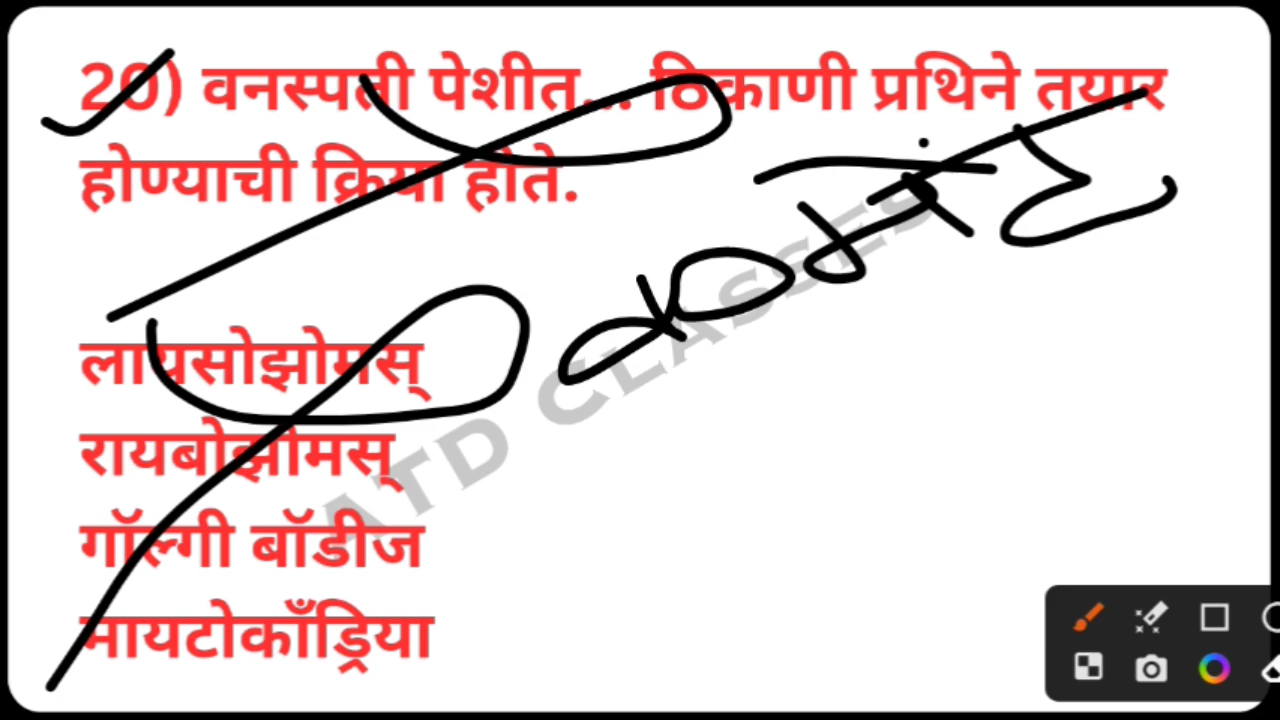 20) वनस्पती पेशीत... ठिकाणी प्रथिने तयार
होण्याची क्रिया होते.
लायसोझोमस्
रायबोझोमस्
गॉल्गी बॉडीज
मायटोकाँड्रिया
ATD CLASSES